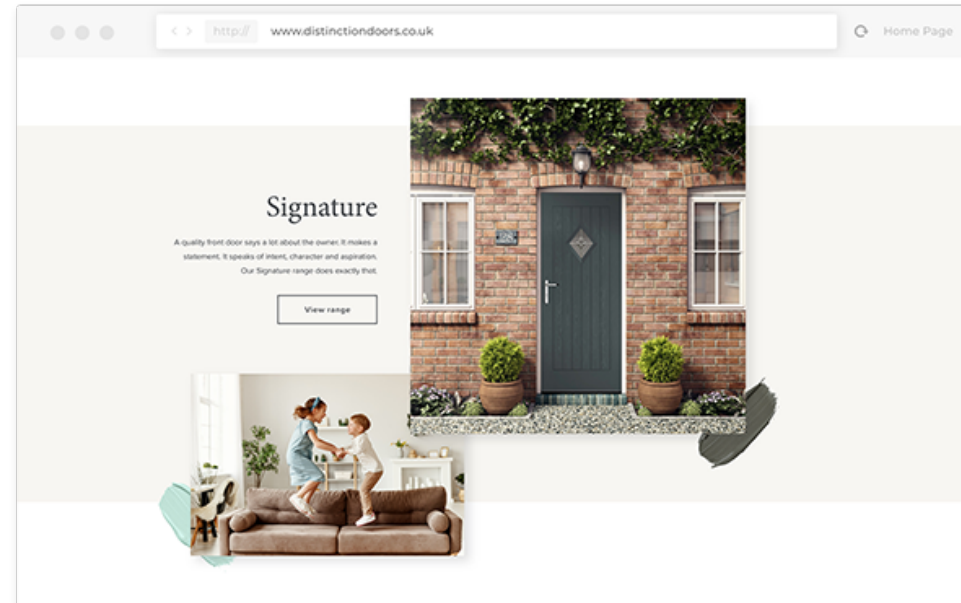 http://
www.distinctiondoors.co.uk
Home Page
Signature
A quality front door says a lot about the owner. It makes a
statement. It speaks of intent, character and aspiration.
Our Signature range does exactly that.
View range